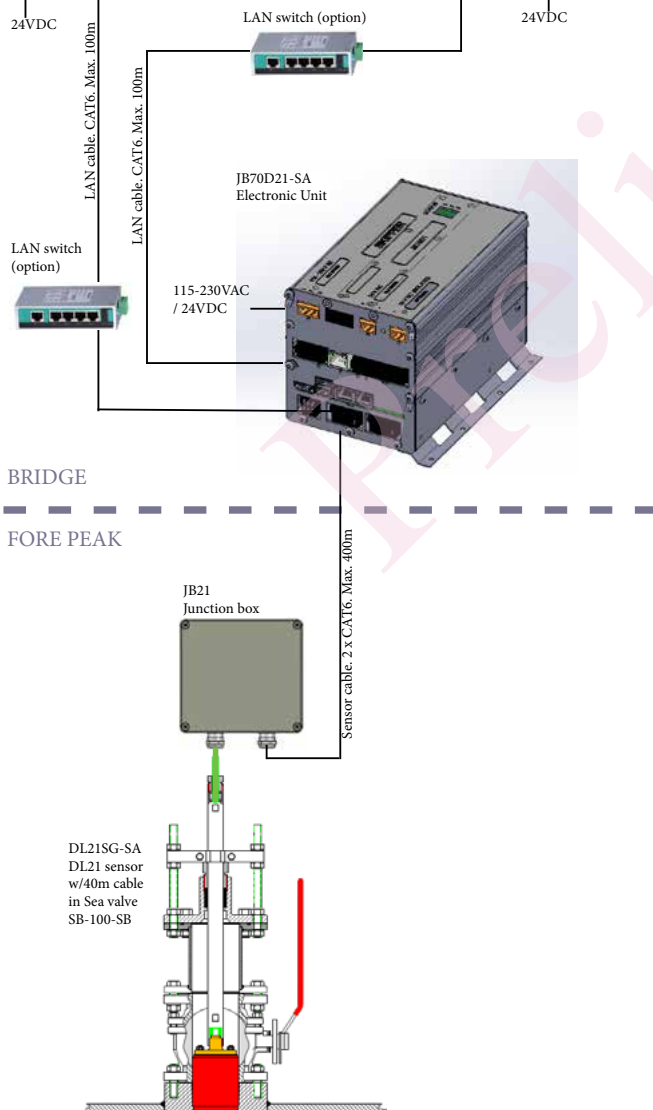 24VDC
LAN switch (option)
24VDC
LAN cable. CAT6. Max. 100m
LAN cable. CAT6. Max. 100m
JB70D21-SA
Electronic Unit
LAN switch
(option)
115-230VAC
/ 24VDC
BRIDGE
FORE PEAK
JB21
Junction box
Sensor cable. 2 x CAT6. Max. 400m
DL21SG-SA
DL21 sensor
w/40m cable
in Sea valve
SB-100-SB